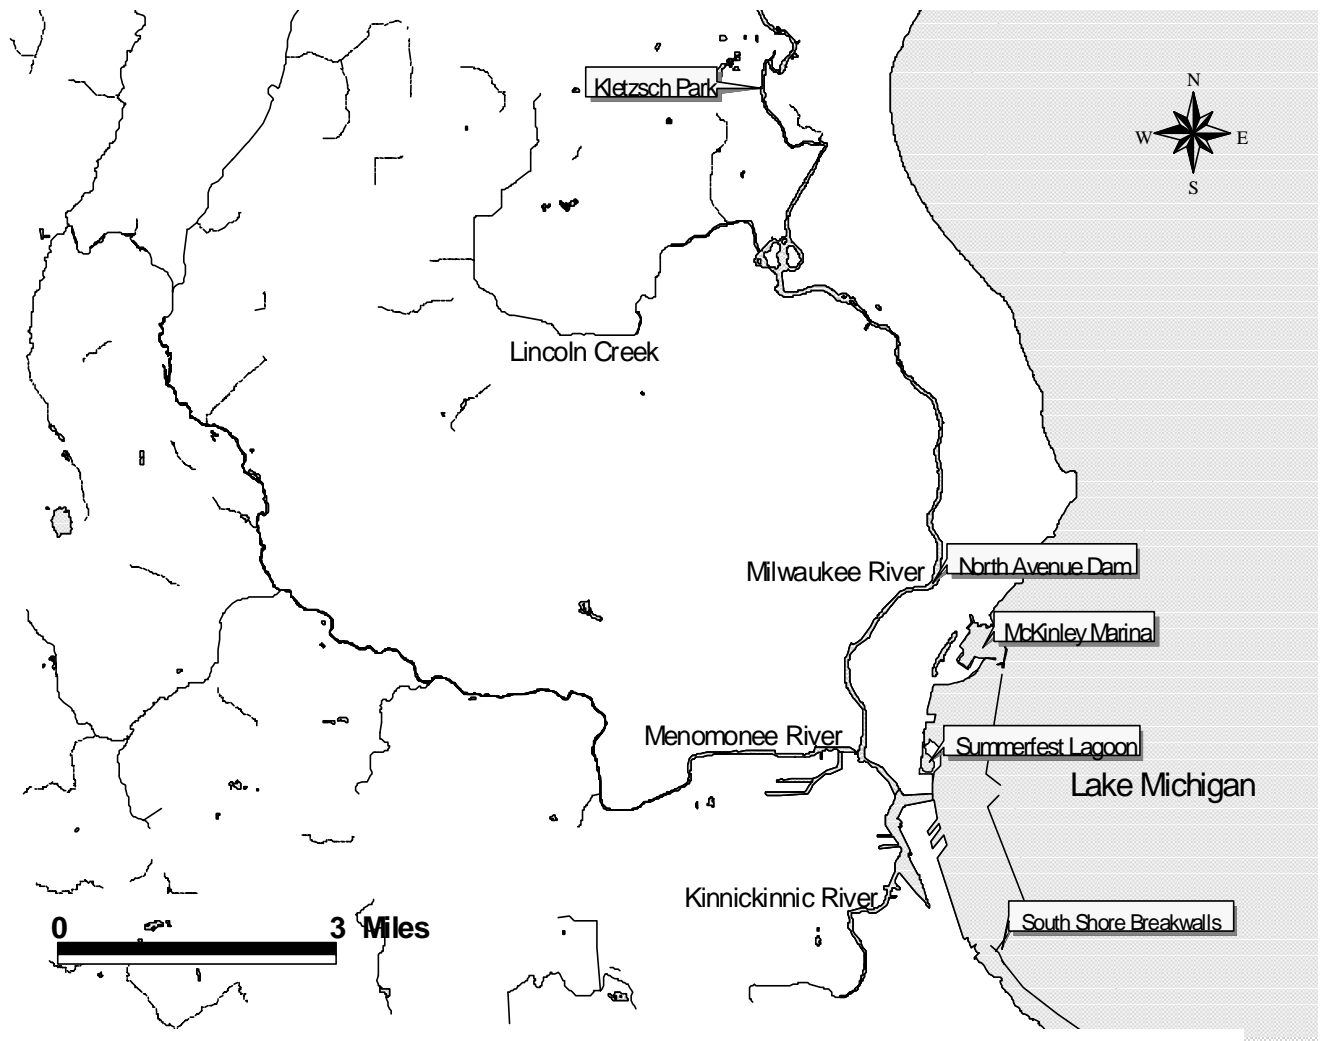 Kletzsch Park
N
W
E
S
Lincoln Creek
Milwaukee River
North Avenue Dam
McKinley Marina
Menomonee River
Summerfest Lagoon
Lake Michigan
Kinnickinnic River
South Shore Breakwalls
0 3 Miles